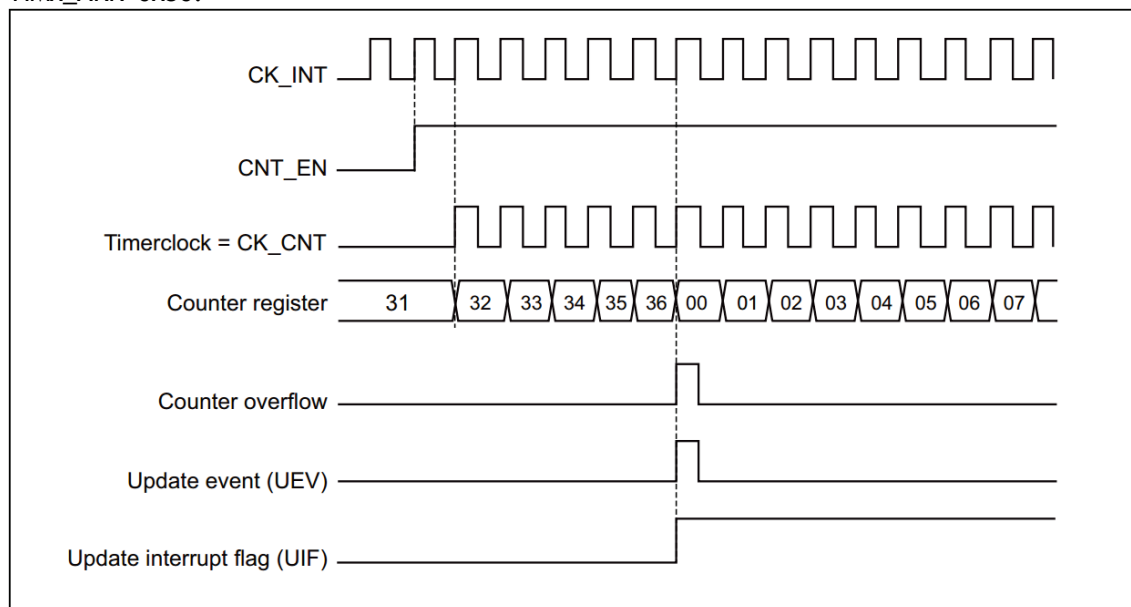 CK_INT
CNT_EN
Timerclock = CK_CNT
Counter register 31 32 33 34 35 36 00 01 02 03 04 05 06 07
Counter overflow
Update event (UEV)
Update interrupt flag (UIF)